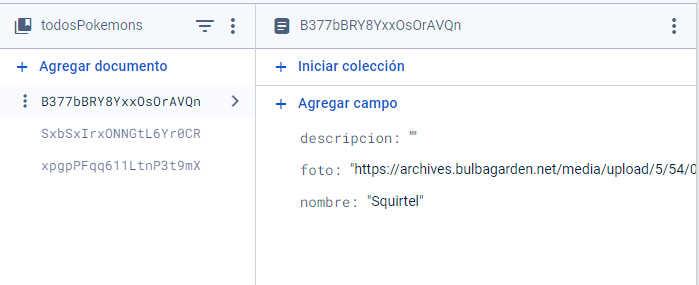 todosPokemons
+ Agregar documento
B377bBRY8YxxOsOrAVQn
SxbSxIrxONNGtL6Yr0CR
xpgpPFqq611LtnP3t9mX
B377bBRY8YxxOsOrAVQn
+ Iniciar colección
+ Agregar campo
descripcion: ""
foto: "https://archives.bulbagarden.net/media/upload/5/54/0
nombre: "Squirtel"